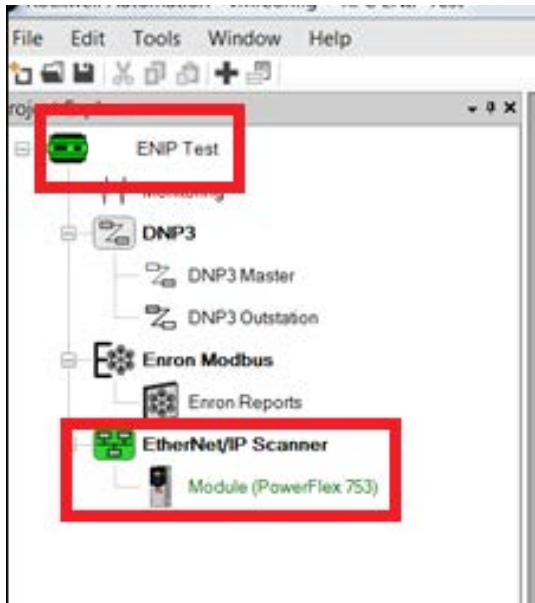 File Edit Tools Window Help
ENIP Test
Monitoring
DNP3
DNP3 Master
DNP3 Outstation
Enron Modbus
Enron Reports
EtherNet/IP Scanner
Module (PowerFlex 753)